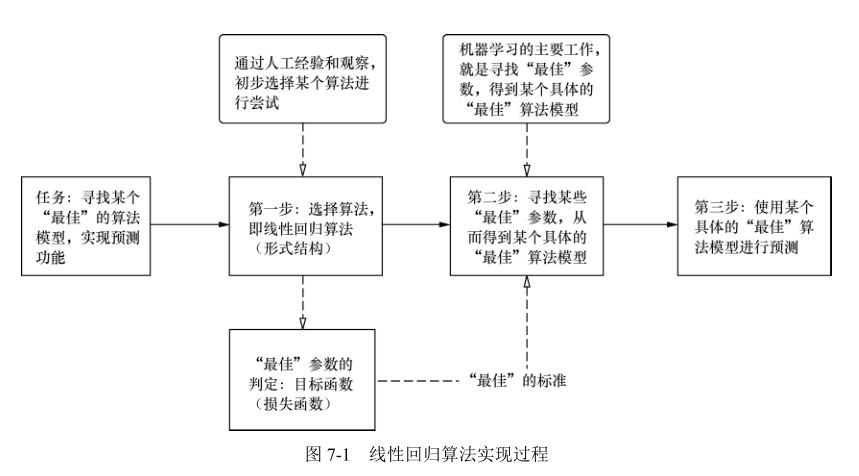 通过人工经验和观察，
初步选择某个算法进
行尝试
机器学习的主要工作，
就是寻找“最佳”参
数，得到某个具体的
“最佳”算法模型
任务：寻找某个
“最佳”的算法
模型，实现预测
功能
第一步：选择算法，
即线性回归算法
（形式结构）
第二步：寻找某些
“最佳”参数，从
而得到某个具体的
“最佳”算法模型
第三步：使用某个
具体的“最佳”算
法模型进行预测
“最佳”参数的
判定：目标函数
（损失函数）
“最佳”的标准
图 7-1 线性回归算法实现过程